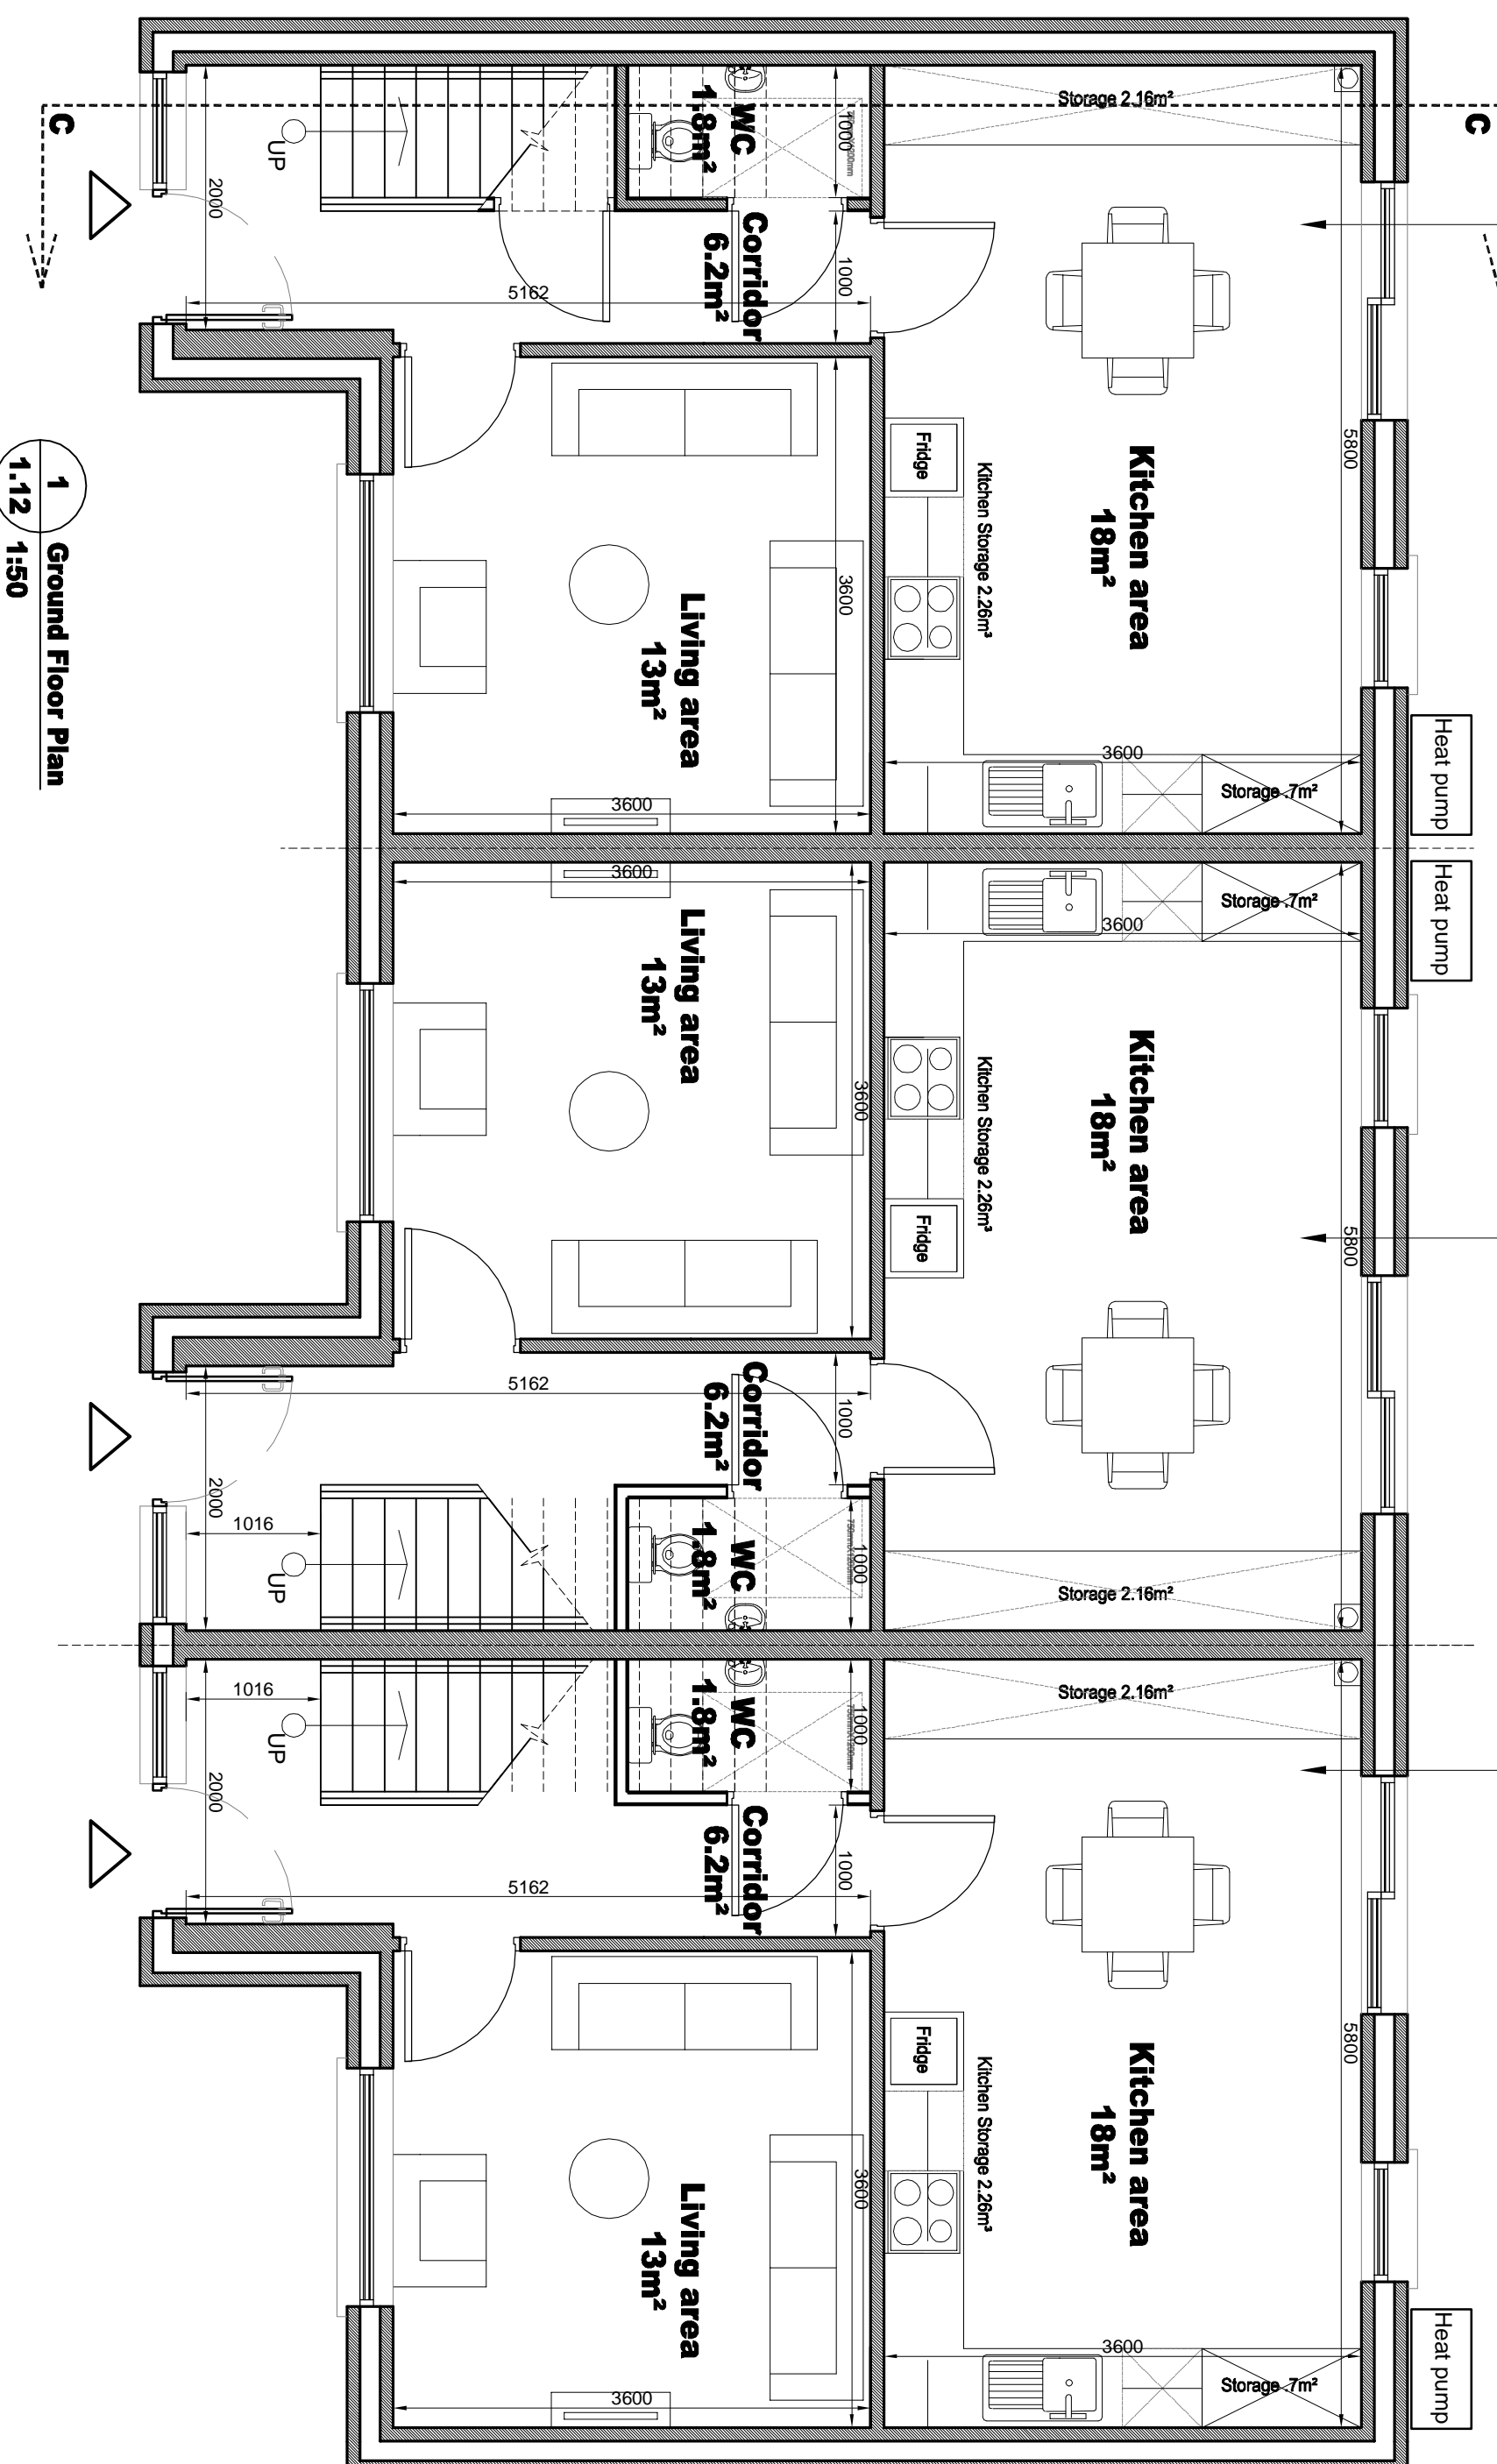 C
C
Storage 2.16m²
WC
1.8m²
1000
UP
2000
Corridor
6.2m²
1000
5162
Kitchen area
18m²
5800
Fridge
Kitchen Storage 2.26m³
Living area
13m²
3600
3600
3600
Storage .7m²
Heat pump
1
1.12
Ground Floor Plan
1:50
Heat pump
Storage .7m²
3600
3600
Living area
13m²
3600
Kitchen area
18m²
Kitchen Storage 2.26m³
Fridge
5800
Corridor
6.2m²
1000
5162
2000
1016
UP
WC
1.8m²
1000
750mmX1200mm
Storage 2.16m²
Storage 2.16m²
WC
1.8m²
1000
750mmX1200mm
1016
UP
2000
Corridor
6.2m²
1000
5162
Kitchen area
18m²
5800
Fridge
Kitchen Storage 2.26m³
Living area
13m²
3600
3600
3600
Storage .7m²
Heat pump